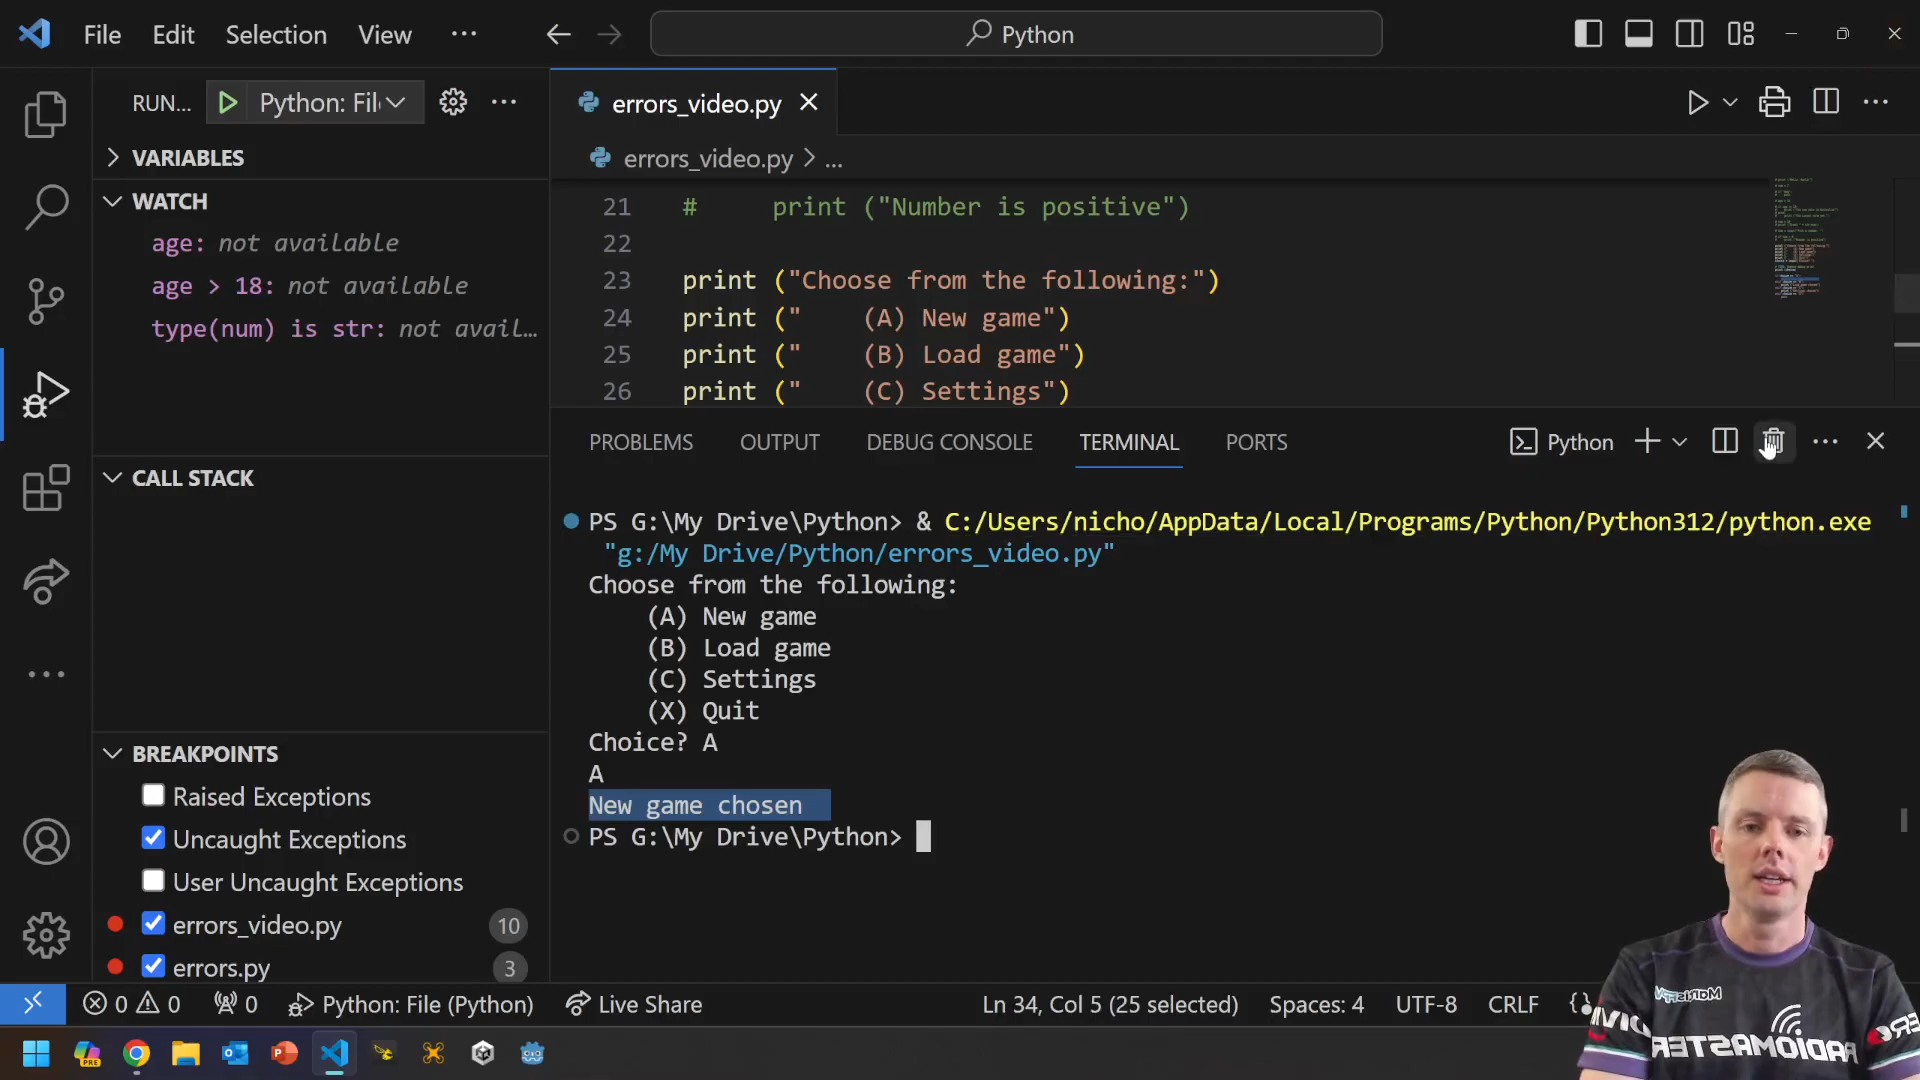 File Edit Selection View ... Python
RUN... Python: Fil
errors_video.py
errors_video.py > ...
VARIABLES
WATCH
age: not available
age > 18: not available
type(num) is str: not avail...
CALL STACK
BREAKPOINTS
Raised Exceptions
Uncaught Exceptions
User Uncaught Exceptions
errors_video.py 10
errors.py 3
21 #     print ("Number is positive")
22
23 print ("Choose from the following:")
24 print ("    (A) New game")
25 print ("    (B) Load game")
26 print ("    (C) Settings")
PROBLEMS OUTPUT DEBUG CONSOLE TERMINAL PORTS Python
PS G:\My Drive\Python> & C:/Users/nicho/AppData/Local/Programs/Python/Python312/python.exe
"g:/My Drive/Python/errors_video.py"
Choose from the following:
(A) New game
(B) Load game
(C) Settings
(X) Quit
Choice? A
A
New game chosen
PS G:\My Drive\Python>
0 0 0 Python: File (Python) Live Share Ln 34, Col 5 (25 selected) Spaces: 4 UTF-8 CRLF {}
PRE
RADIOMASTER